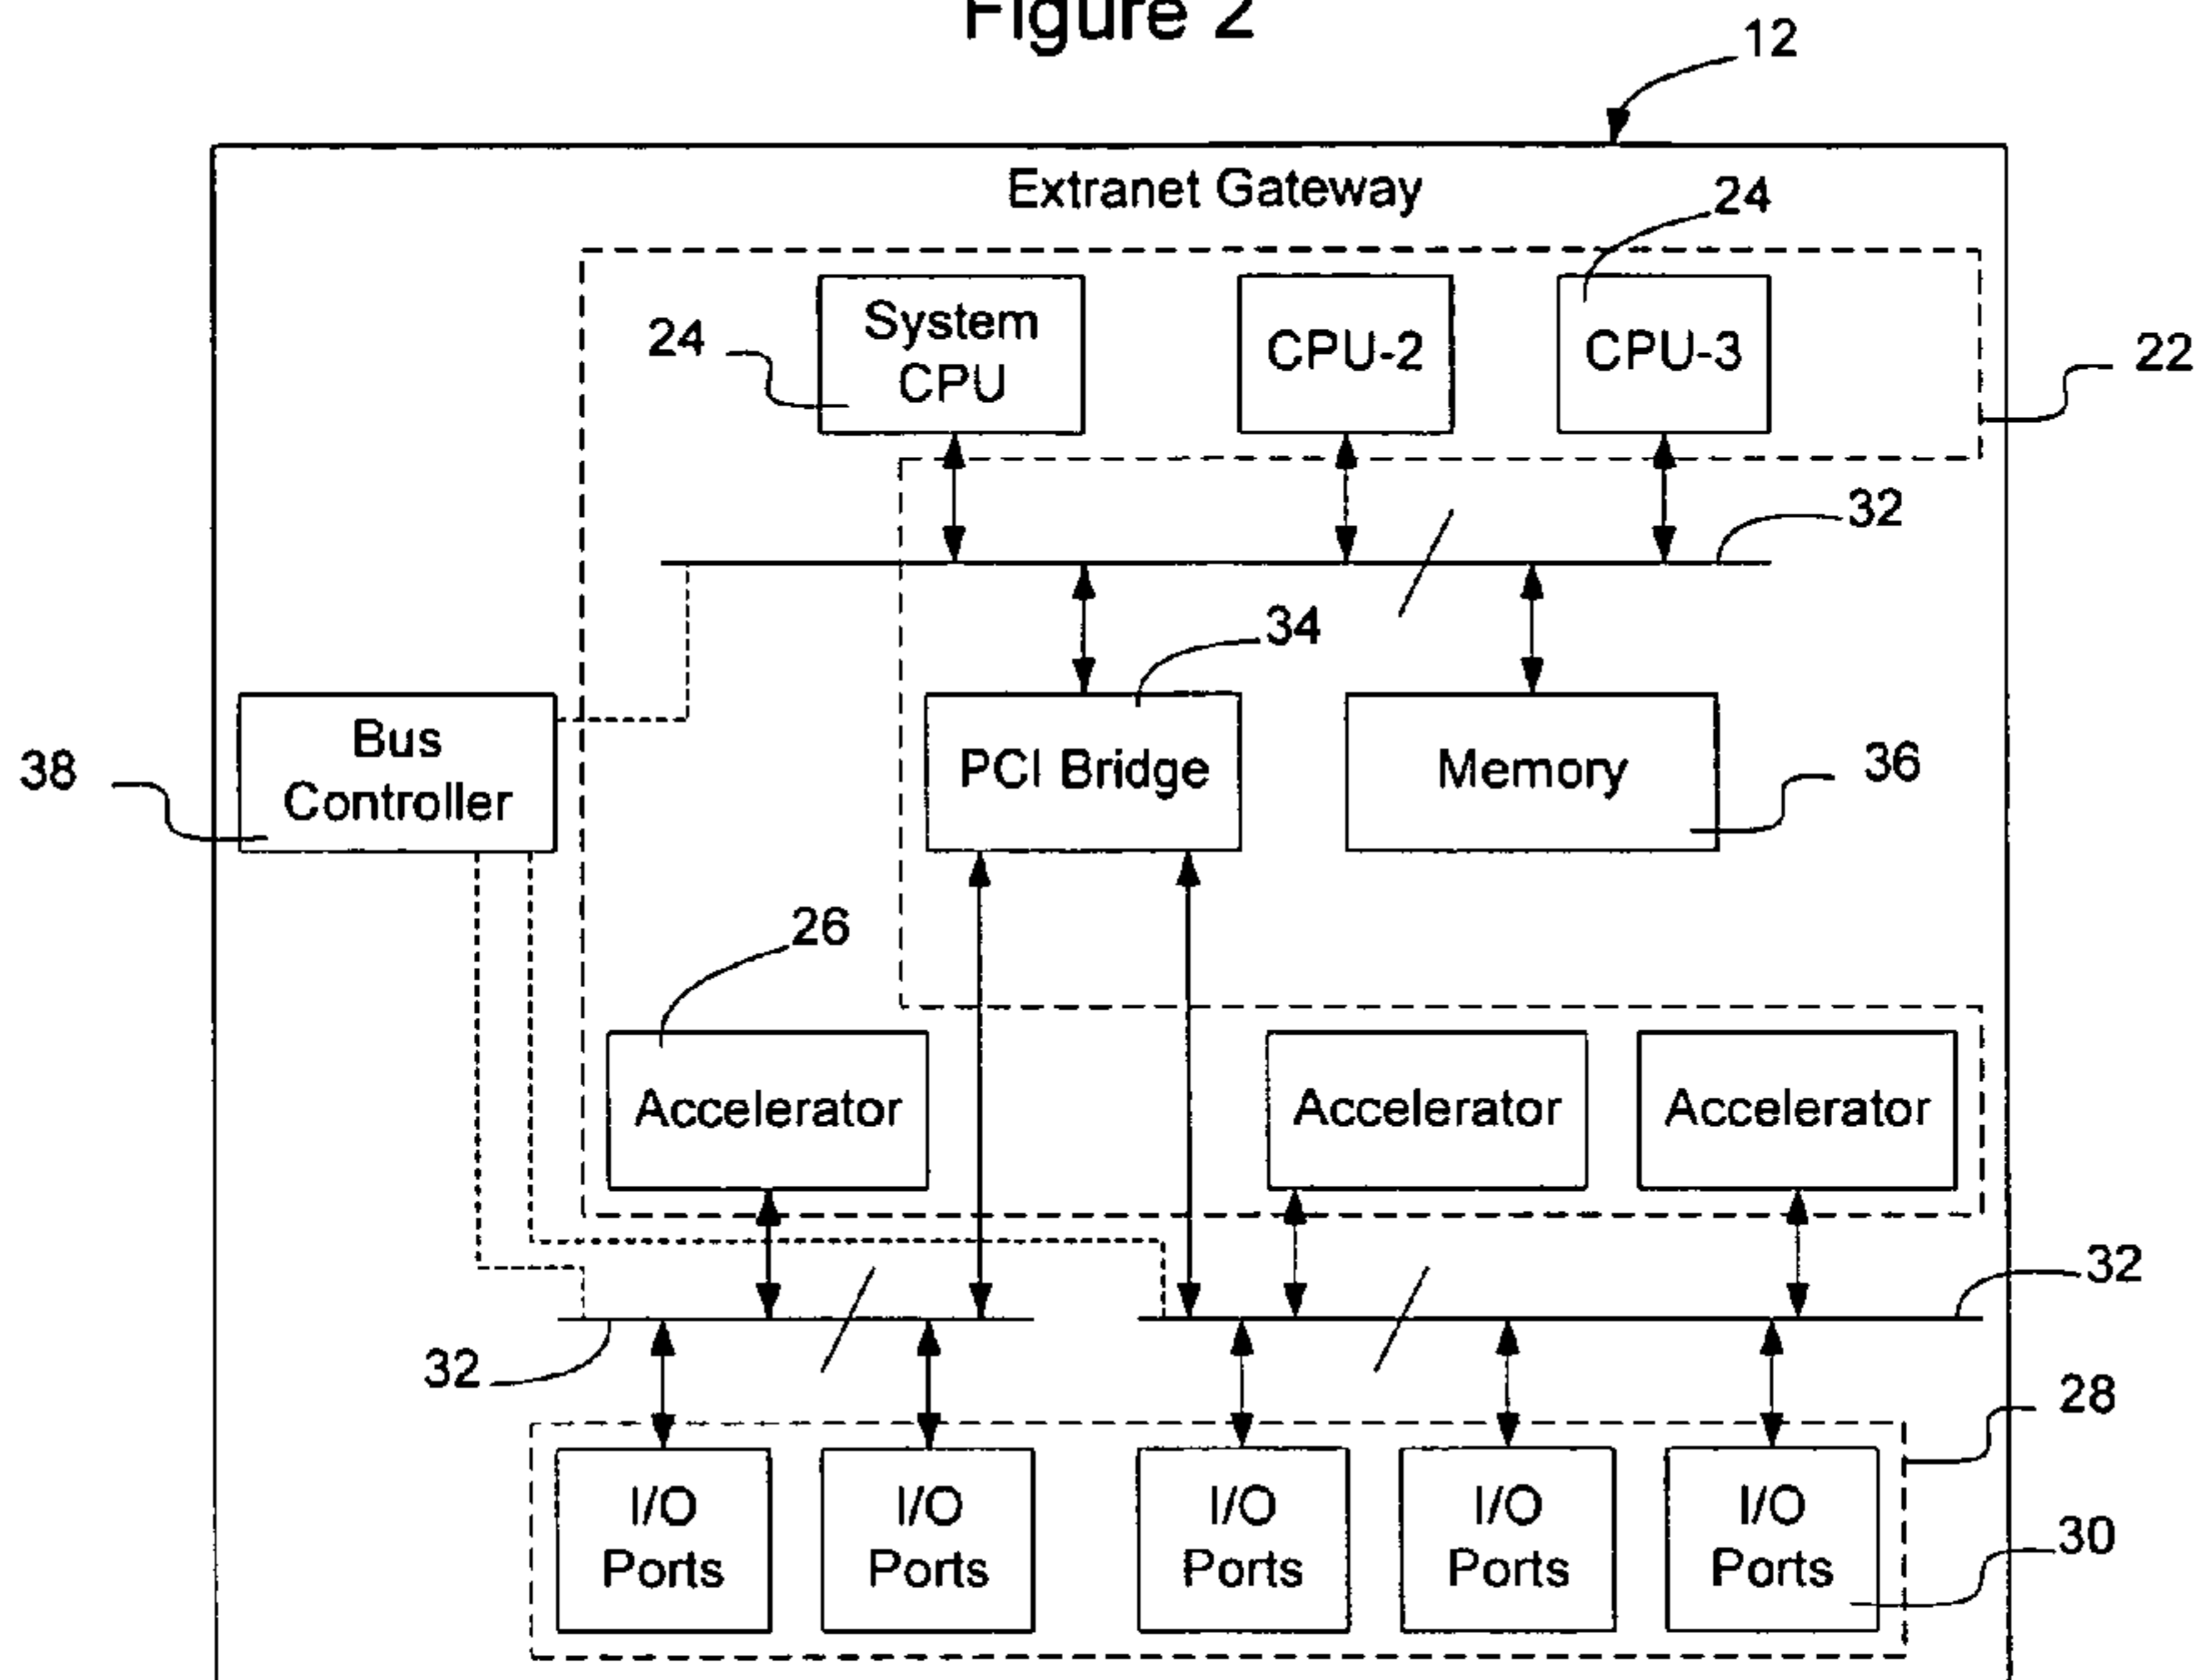 Figure 2
12
Extranet Gateway
24
System
CPU
24
CPU-2
CPU-3
22
32
34
Bus
Controller
38
PCI Bridge
Memory
36
26
Accelerator
Accelerator
Accelerator
32
32
28
I/O
Ports
I/O
Ports
I/O
Ports
I/O
Ports
I/O
Ports
30